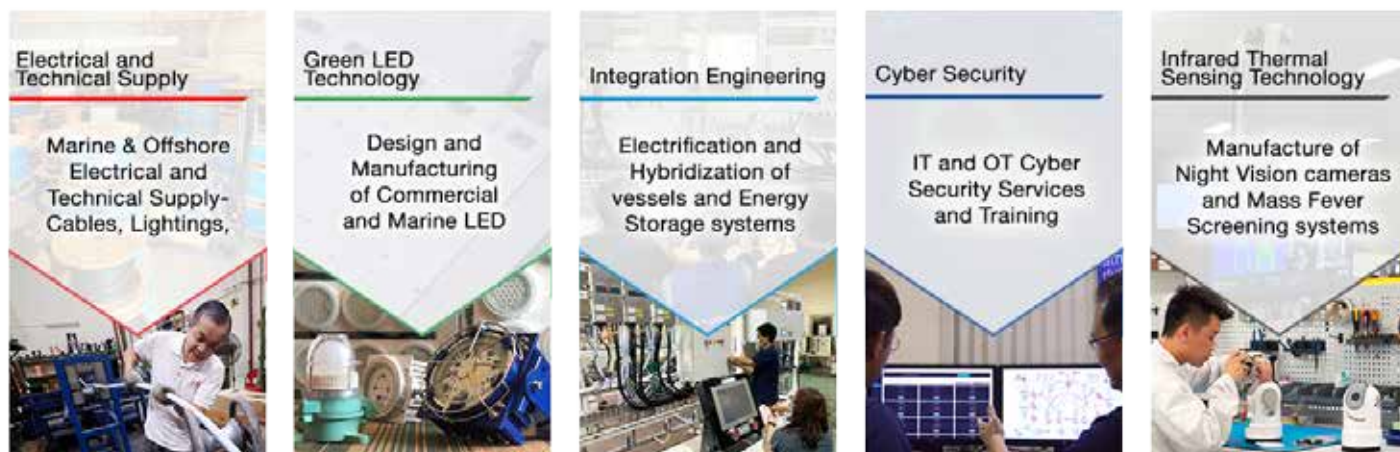 Electrical and
Technical Supply
Marine & Offshore
Electrical and
Technical Supply-
Cables, Lightings,
Green LED
Technology
Design and
Manufacturing
of Commercial
and Marine LED
Integration Engineering
Electrification and
Hybridization of
vessels and Energy
Storage systems
Cyber Security
IT and OT Cyber
Security Services
and Training
Infrared Thermal
Sensing Technology
Manufacture of
Night Vision cameras
and Mass Fever
Screening systems